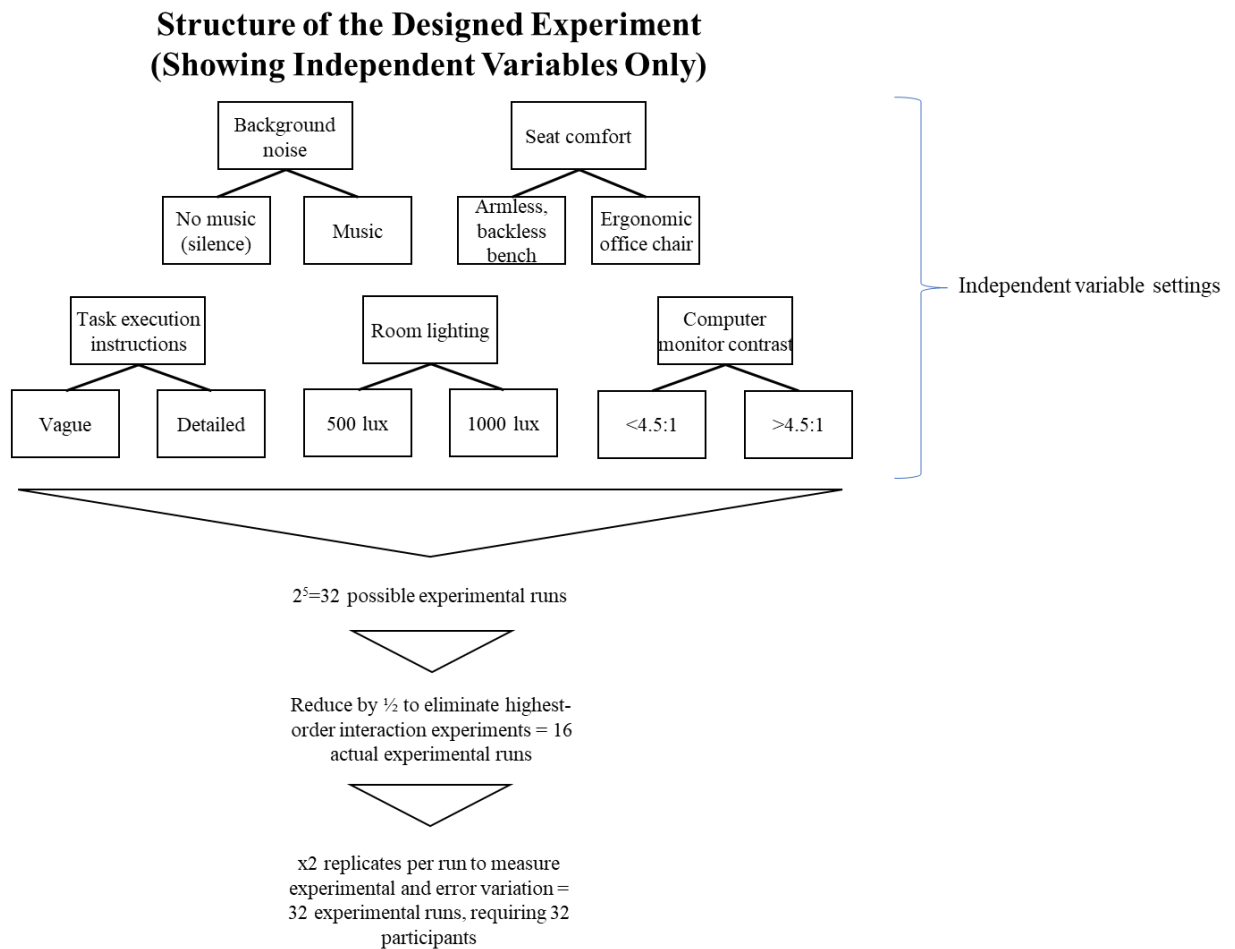 Structure of the Designed Experiment
(Showing Independent Variables Only)
Background
noise
Seat comfort
No music
(silence)
Music
Armless,
backless
bench
Ergonomic
office chair
Independent variable settings
Task execution
instructions
Room lighting
Computer
monitor contrast
Vague
Detailed
500 lux
1000 lux
<4.5:1
>4.5:1
2⁵=32 possible experimental runs
Reduce by ½ to eliminate highest-
order interaction experiments = 16
actual experimental runs
x2 replicates per run to measure
experimental and error variation =
32 experimental runs, requiring 32
participants